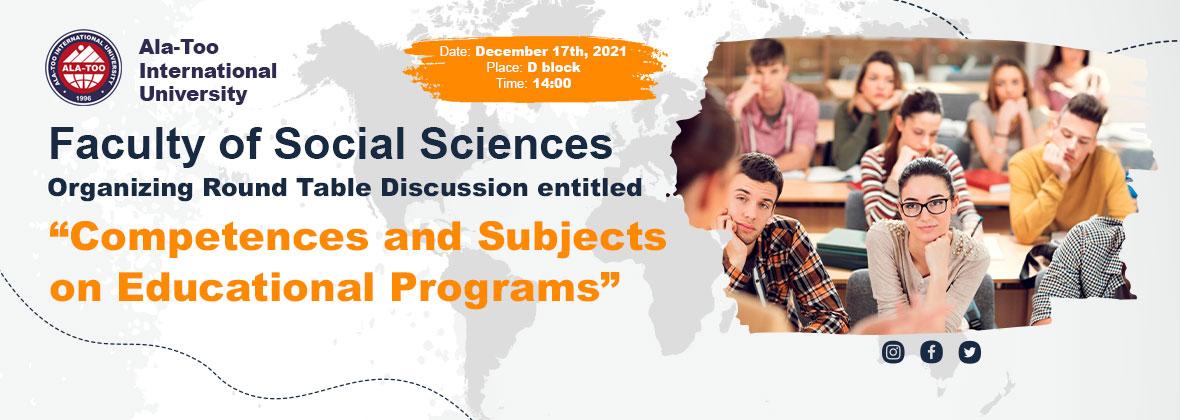 ALA-TOO INTERNATIONAL UNIVERSITY
ALA-TOO
1996
Ala-Too
International
University
Date: December 17th, 2021
Place: D block
Time: 14:00
Faculty of Social Sciences
Organizing Round Table Discussion entitled
“Competences and Subjects
on Educational Programs”